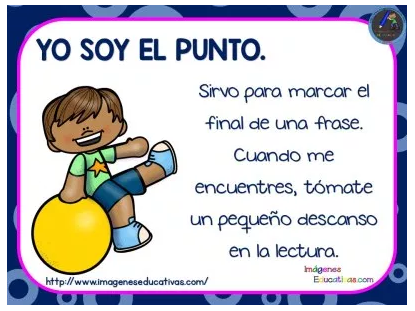 YO SOY EL PUNTO.
Sirvo para marcar el
final de una frase.
Cuando me
encuentres, tómate
un pequeño descanso
en la lectura.
Imágenes
Educativas.com
http://www.imageneseducativas.com/